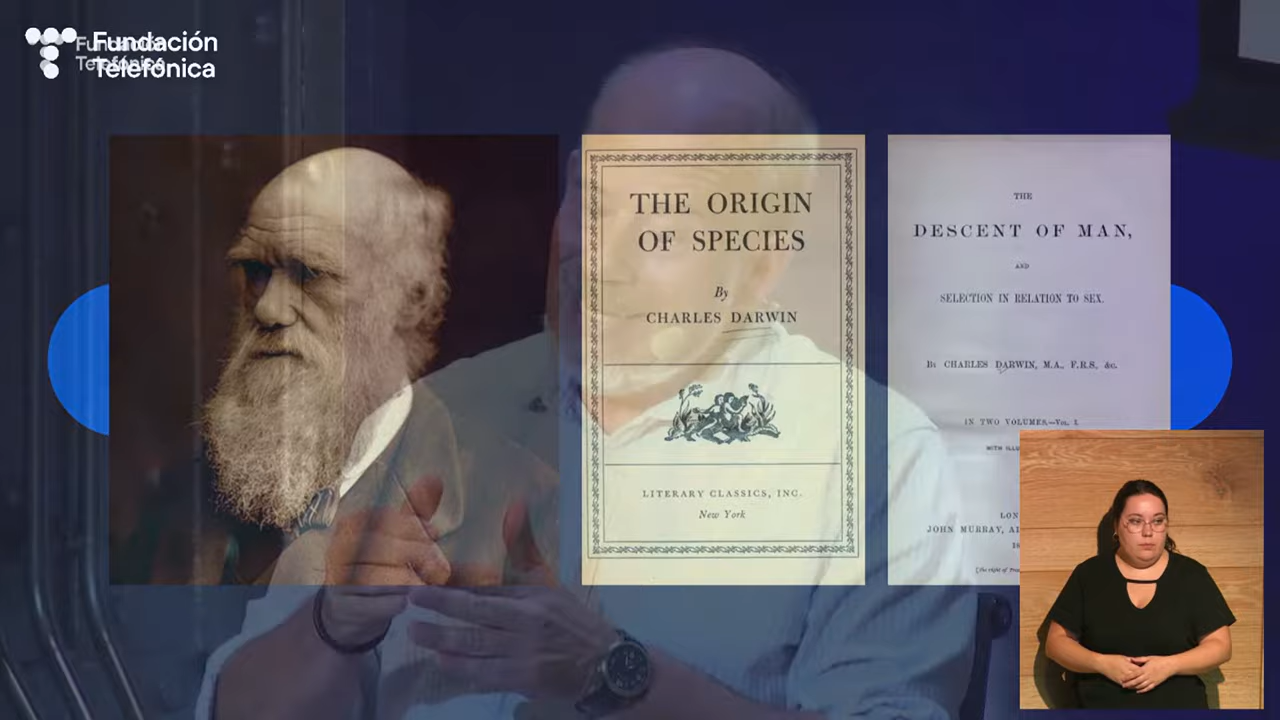 Fundación
Telefónica
THE ORIGIN
OF SPECIES
By
CHARLES DARWIN
LITERARY CLASSICS, INC.
New York
THE
DESCENT OF MAN,
AND
SELECTION IN RELATION TO SEX.
By CHARLES DARWIN, M.A., F.R.S., &c.
IN TWO VOLUMES.—Vol. I.
WITH
JOHN MURRAY,